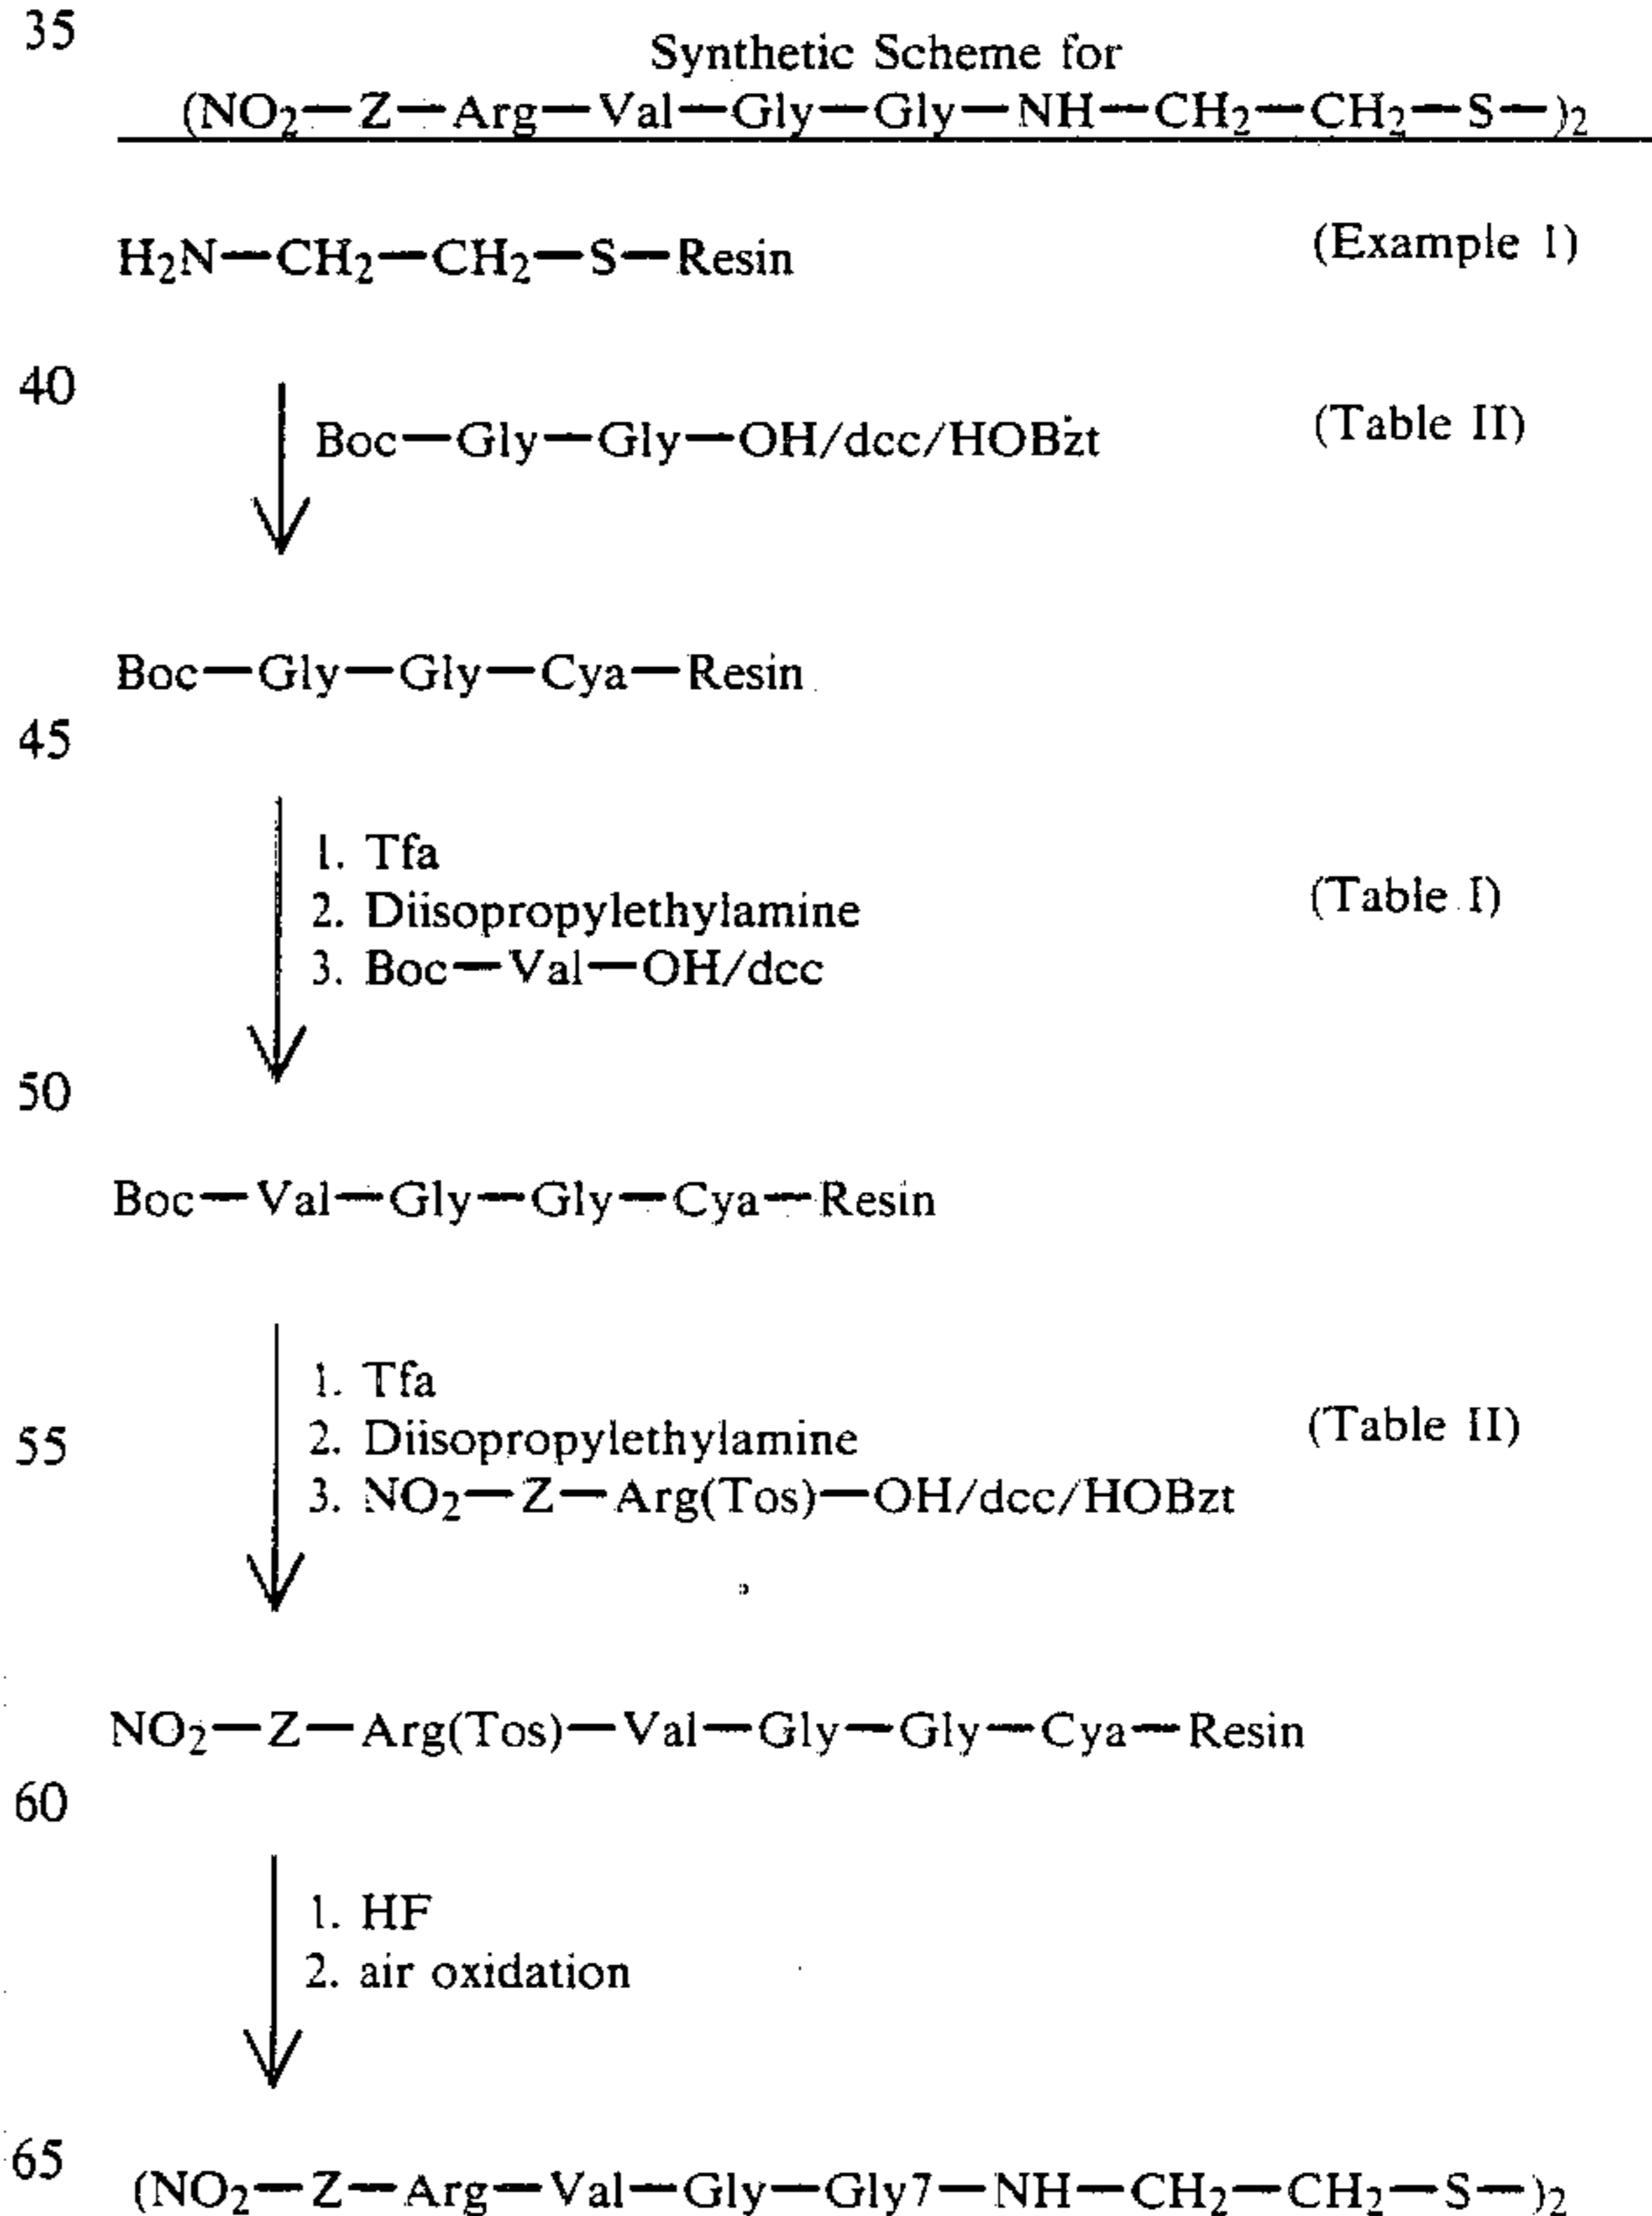 35
Synthetic Scheme for
(NO₂—Z—Arg—Val—Gly—Gly—NH—CH₂—CH₂—S—)₂
H₂N—CH₂—CH₂—S—Resin (Example 1)
40
Boc—Gly—Gly—OH/dcc/HOBzt (Table II)
Boc—Gly—Gly—Cya—Resin
45
1. Tfa
2. Diisopropylethylamine (Table I)
3. Boc—Val—OH/dcc
50
Boc—Val—Gly—Gly—Cya—Resin
1. Tfa
55 2. Diisopropylethylamine (Table II)
3. NO₂—Z—Arg(Tos)—OH/dcc/HOBzt
NO₂—Z—Arg(Tos)—Val—Gly—Gly—Cya—Resin
60
1. HF
2. air oxidation
65
(NO₂—Z—Arg—Val—Gly—Gly7—NH—CH₂—CH₂—S—)₂